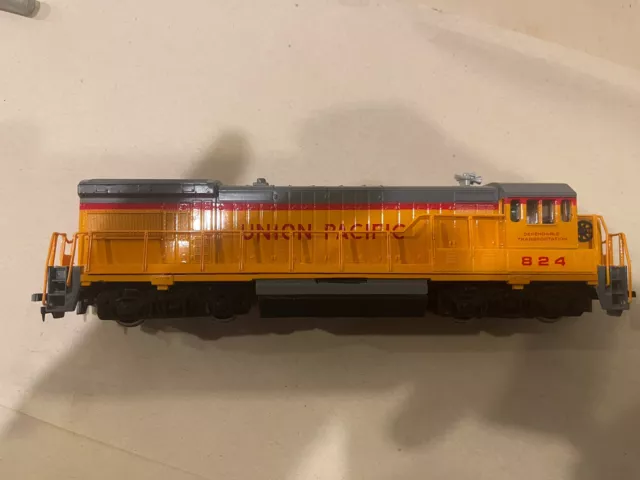 UNION PACIFIC
DEPENDABLE
TRANSPORTATION
824